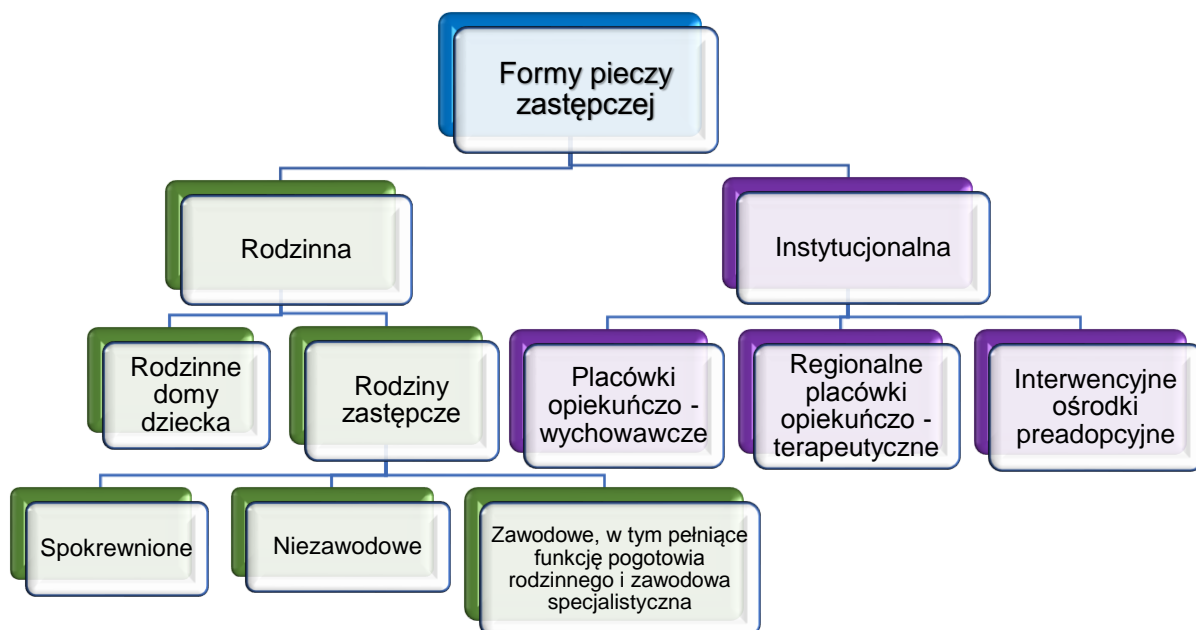 Formy pieczy
zastępczej
Rodzinna
Instytucjonalna
Rodzinne
domy
dziecka
Rodziny
zastępcze
Placówki
opiekuńczo -
wychowawcze
Regionalne
placówki
opiekuńczo -
terapeutyczne
Interwencyjne
ośrodki
preadopcyjne
Spokrewnione
Niezawodowe
Zawodowe, w tym pełniące
funkcję pogotowia
rodzinnego i zawodowa
specjalistyczna